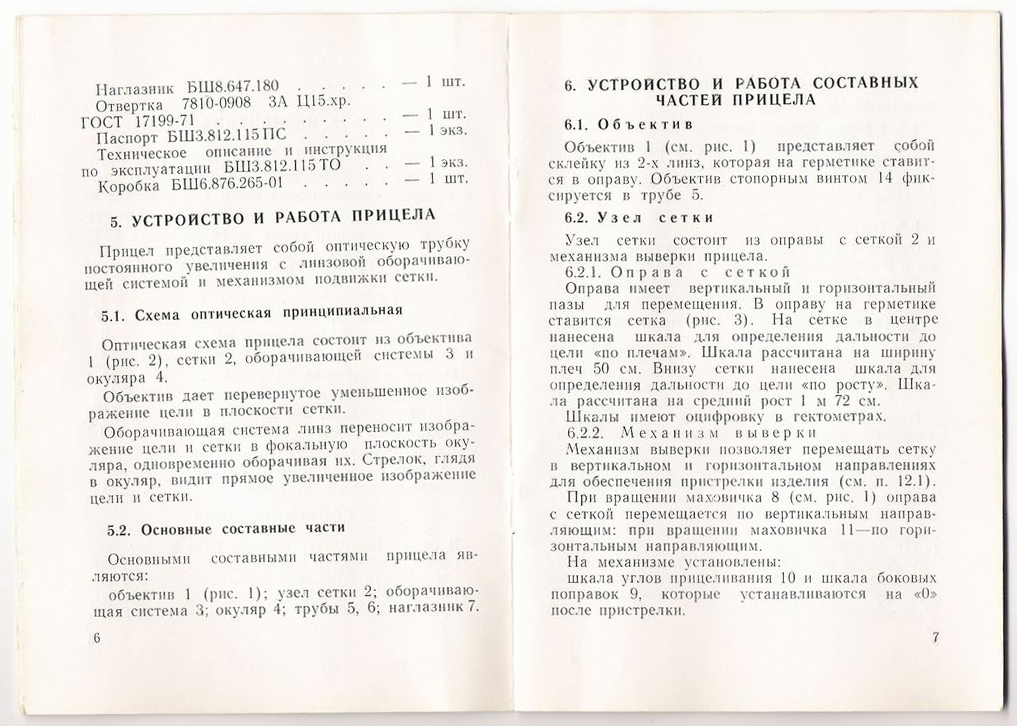 Наглазник БШ8.647.180 . . . . . — 1 шт.
Отвертка 7810-0908 3А Ц15.хр.
ГОСТ 17199-71 . . . . . . . . . — 1 шт.
Паспорт БШ3.812.115 ПС . . . . . — 1 экз.
Техническое описание и инструкция
по эксплуатации БШ3.812.115 ТО . . — 1 экз.
Коробка БШ6.876.265-01 . . . . . — 1 шт.
5. УСТРОЙСТВО И РАБОТА ПРИЦЕЛА
Прицел представляет собой оптическую трубку
постоянного увеличения с линзовой оборачиваю-
щей системой и механизмом подвижки сетки.
5.1. Схема оптическая принципиальная
Оптическая схема прицела состоит из объектива
1 (рис. 2), сетки 2, оборачивающей системы 3 и
окуляра 4.
Объектив дает перевернутое уменьшенное изоб-
ражение цели в плоскости сетки.
Оборачивающая система линз переносит изобра-
жение цели и сетки в фокальную плоскость оку-
ляра, одновременно оборачивая их. Стрелок, глядя
в окуляр, видит прямое увеличенное изображение
цели и сетки.
5.2. Основные составные части
Основными составными частями прицела яв-
ляются:
объектив 1 (рис. 1); узел сетки 2; оборачиваю-
щая система 3; окуляр 4; трубы 5, 6; наглазник 7.
6
6. УСТРОЙСТВО И РАБОТА СОСТАВНЫХ
ЧАСТЕЙ ПРИЦЕЛА
6.1. Объектив
Объектив 1 (см. рис. 1) представляет собой
склейку из 2-х линз, которая на герметике ставит-
ся в оправу. Объектив стопорным винтом 14 фик-
сируется в трубе 5.
6.2. Узел сетки
Узел сетки состоит из оправы с сеткой 2 и
механизма выверки прицела.
6.2.1. Оправа с сеткой
Оправа имеет вертикальный и горизонтальный
пазы для перемещения. В оправу на герметике
ставится сетка (рис. 3). На сетке в центре
нанесена шкала для определения дальности до
цели «по плечам». Шкала рассчитана на ширину
плеч 50 см. Внизу сетки нанесена шкала для
определения дальности до цели «по росту». Шка-
ла рассчитана на средний рост 1 м 72 см.
Шкалы имеют оцифровку в гектометрах.
6.2.2. Механизм выверки
Механизм выверки позволяет перемещать сетку
в вертикальном и горизонтальном направлениях
для обеспечения пристрелки изделия (см. п. 12.1).
При вращении маховичка 8 (см. рис. 1) оправа
с сеткой перемещается по вертикальным направ-
ляющим: при вращении маховичка 11—по гори-
зонтальным направляющим.
На механизме установлены:
шкала углов прицеливания 10 и шкала боковых
поправок 9, которые устанавливаются на «0»
после пристрелки.
7